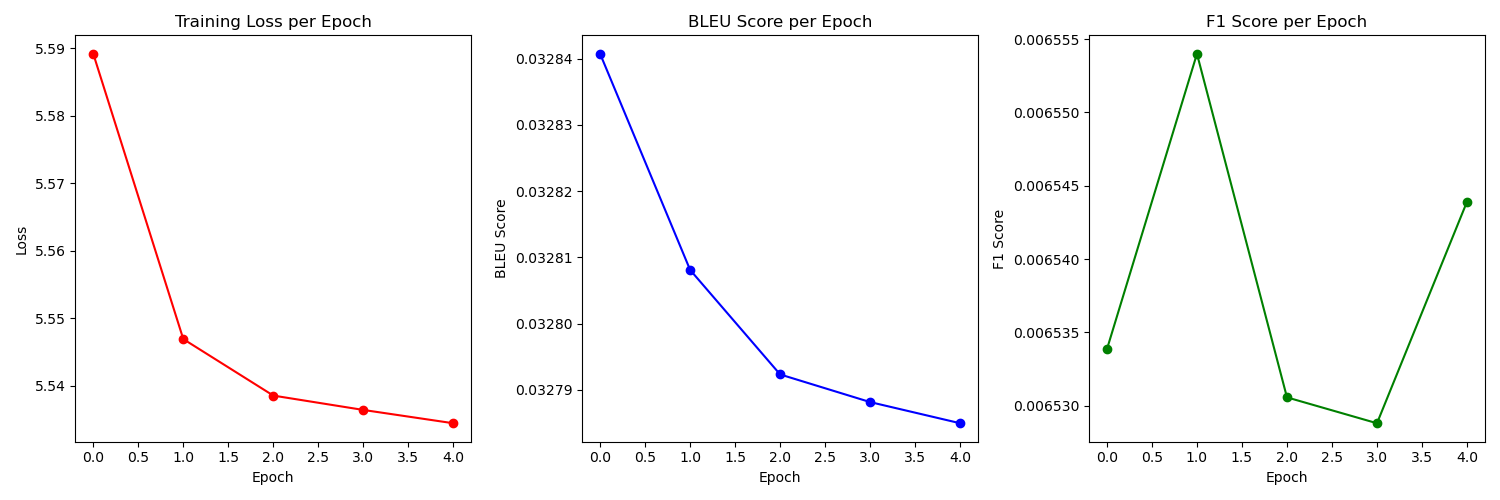 Training Loss per Epoch
5.59
5.58
5.57
5.56
5.55
5.54
Loss
0.0 0.5 1.0 1.5 2.0 2.5 3.0 3.5 4.0
Epoch
BLEU Score per Epoch
0.03284
0.03283
0.03282
0.03281
0.03280
0.03279
BLEU Score
0.0 0.5 1.0 1.5 2.0 2.5 3.0 3.5 4.0
Epoch
F1 Score per Epoch
0.006555
0.006550
0.006545
0.006540
0.006535
0.006530
F1 Score
0.0 0.5 1.0 1.5 2.0 2.5 3.0 3.5 4.0
Epoch